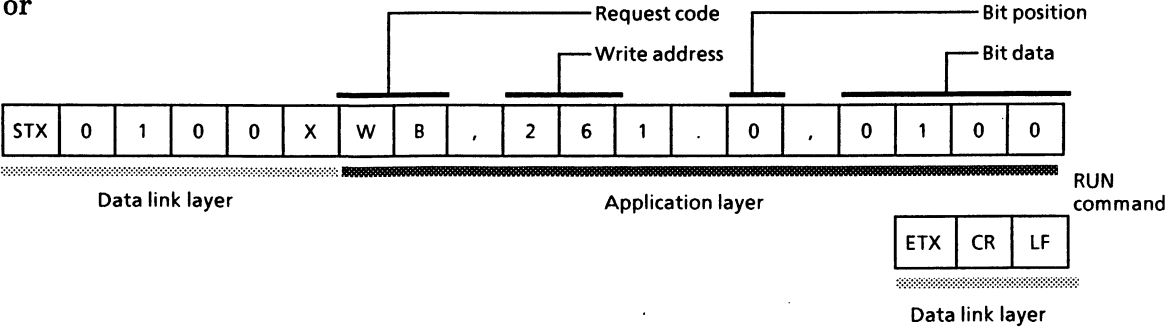 or
Request code
Bit position
Write address
Bit data
STX 0 1 0 0 X W B , 2 6 1 . 0 , 0 1 0 0
Data link layer
Application layer
RUN
command
ETX CR LF
Data link layer